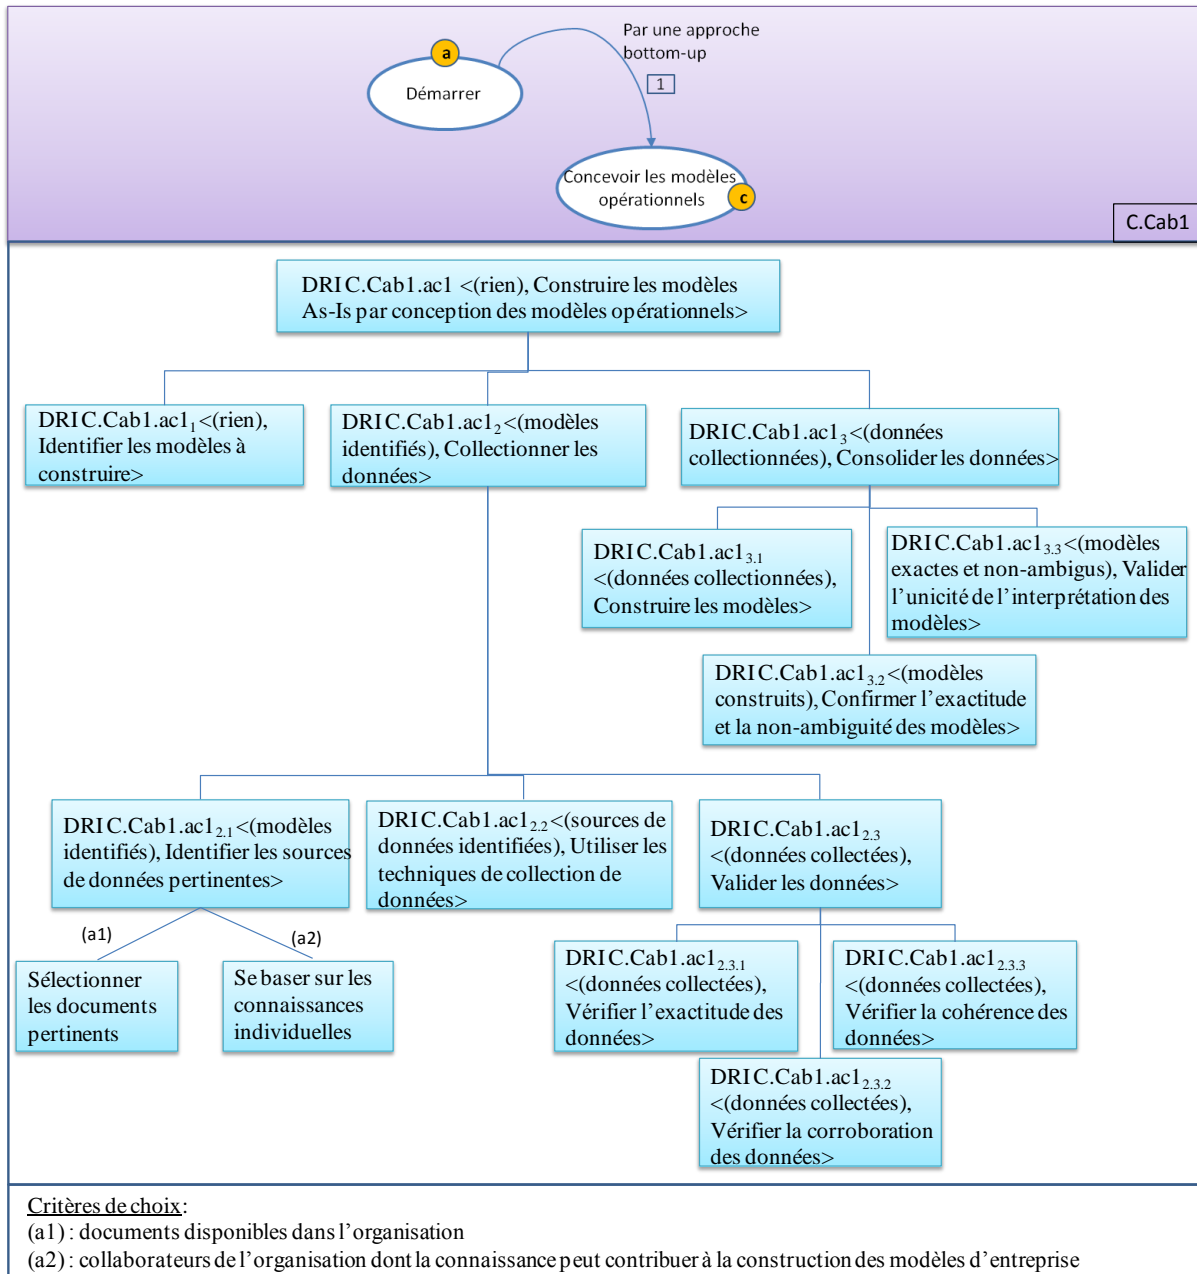 Par une approche
bottom-up
a
Démarrer
1
Concevoir les modèles
opérationnels
c
C.Cab1
DRIC.Cab1.ac1 <(rien), Construire les modèles
As-Is par conception des modèles opérationnels>
DRIC.Cab1.ac1₁ <(rien),
Identifier les modèles à
construire>
DRIC.Cab1.ac1₂ <(modèles
identifiés), Collectionner les
données>
DRIC.Cab1.ac1₃ <(données
collectionnées), Consolider les données>
DRIC.Cab1.ac1₃.₁
<(données collectionnées),
Construire les modèles>
DRIC.Cab1.ac1₃.₃ <(modèles
exactes et non-ambigus), Valider
l’unicité de l’interprétation des
modèles>
DRIC.Cab1.ac1₃.₂ <(modèles
construits), Confirmer l’exactitude
et la non-ambiguité des modèles>
DRIC.Cab1.ac1₂.₁ <(modèles
identifiés), Identifier les sources
de données pertinentes>
DRIC.Cab1.ac1₂.₂ <(sources de
données identifiées), Utiliser les
techniques de collection de
données>
DRIC.Cab1.ac1₂.₃
<(données collectées),
Valider les données>
(a1)
(a2)
Sélectionner
les documents
pertinents
Se baser sur les
connaissances
individuelles
DRIC.Cab1.ac1₂.₃.₁
<(données collectées),
Vérifier l’exactitude des
données>
DRIC.Cab1.ac1₂.₃.₃
<(données collectées),
Vérifier la cohérence des
données>
DRIC.Cab1.ac1₂.₃.₂
<(données collectées),
Vérifier la corroboration
des données>
Critères de choix:
(a1) : documents disponibles dans l’organisation
(a2) : collaborateurs de l’organisation dont la connaissance peut contribuer à la construction des modèles d’entreprise